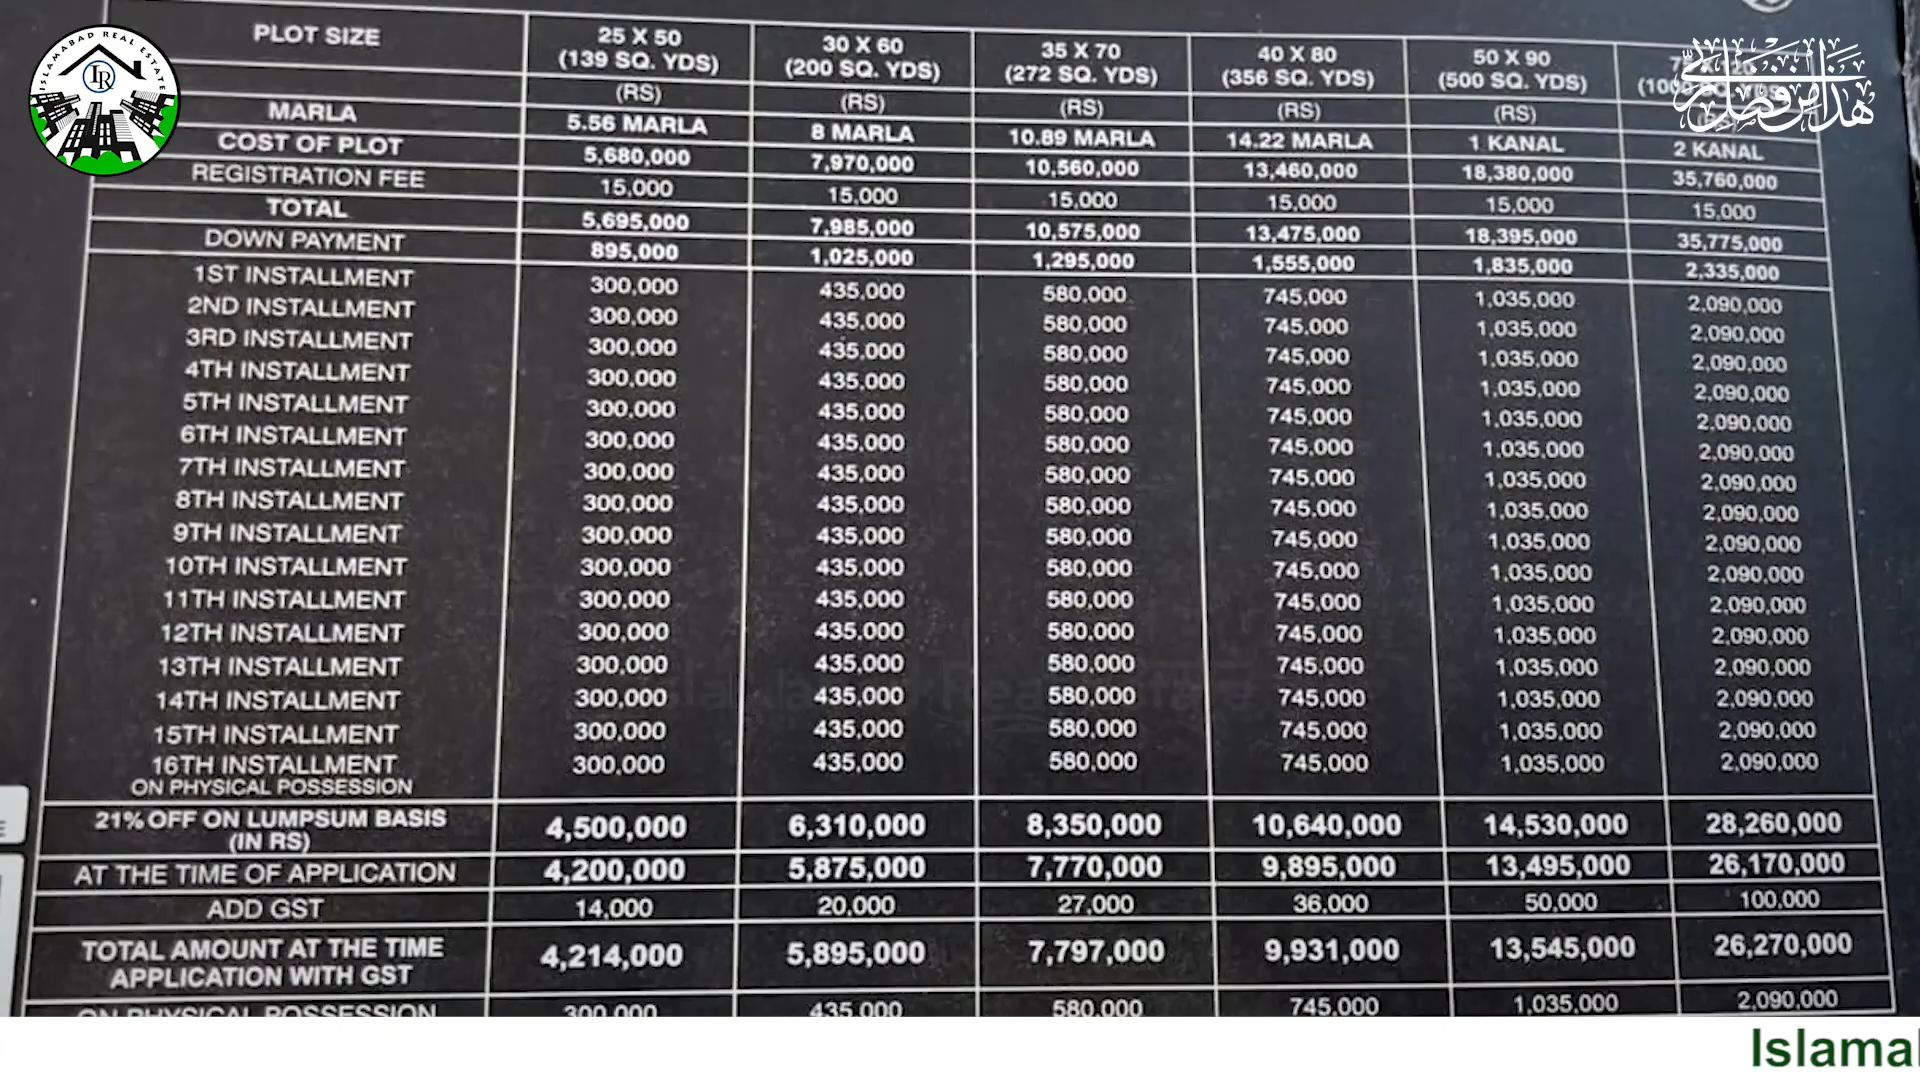 ISLAMABAD REAL ESTATE
IR
PLOT SIZE 25 X 50 30 X 60 35 X 70 40 X 80 50 X 90
(139 SQ. YDS) (200 SQ. YDS) (272 SQ. YDS) (356 SQ. YDS) (500 SQ. YDS)
(RS) (RS) (RS) (RS) (RS)
هذا من فضل ربي
MARLA 5.56 MARLA 8 MARLA 10.89 MARLA 14.22 MARLA 1 KANAL 2 KANAL
COST OF PLOT 5,680,000 7,970,000 10,560,000 13,460,000 18,380,000 35,760,000
REGISTRATION FEE 15,000 15,000 15,000 15,000 15,000 15,000
TOTAL 5,695,000 7,985,000 10,575,000 13,475,000 18,395,000 35,775,000
DOWN PAYMENT 895,000 1,025,000 1,295,000 1,555,000 1,835,000 2,335,000
1ST INSTALLMENT 300,000 435,000 580,000 745,000 1,035,000 2,090,000
2ND INSTALLMENT 300,000 435,000 580,000 745,000 1,035,000 2,090,000
3RD INSTALLMENT 300,000 435,000 580,000 745,000 1,035,000 2,090,000
4TH INSTALLMENT 300,000 435,000 580,000 745,000 1,035,000 2,090,000
5TH INSTALLMENT 300,000 435,000 580,000 745,000 1,035,000 2,090,000
6TH INSTALLMENT 300,000 435,000 580,000 745,000 1,035,000 2,090,000
7TH INSTALLMENT 300,000 435,000 580,000 745,000 1,035,000 2,090,000
8TH INSTALLMENT 300,000 435,000 580,000 745,000 1,035,000 2,090,000
9TH INSTALLMENT 300,000 435,000 580,000 745,000 1,035,000 2,090,000
10TH INSTALLMENT 300,000 435,000 580,000 745,000 1,035,000 2,090,000
11TH INSTALLMENT 300,000 435,000 580,000 745,000 1,035,000 2,090,000
12TH INSTALLMENT 300,000 435,000 580,000 745,000 1,035,000 2,090,000
13TH INSTALLMENT 300,000 435,000 580,000 745,000 1,035,000 2,090,000
14TH INSTALLMENT 300,000 435,000 580,000 745,000 1,035,000 2,090,000
15TH INSTALLMENT 300,000 435,000 580,000 745,000 1,035,000 2,090,000
16TH INSTALLMENT 300,000 435,000 580,000 745,000 1,035,000 2,090,000
ON PHYSICAL POSSESSION
21% OFF ON LUMPSUM BASIS 4,500,000 6,310,000 8,350,000 10,640,000 14,530,000 28,260,000
(IN RS)
AT THE TIME OF APPLICATION 4,200,000 5,875,000 7,770,000 9,895,000 13,495,000 26,170,000
ADD GST 14,000 20,000 27,000 36,000 50,000 100,000
TOTAL AMOUNT AT THE TIME 4,214,000 5,895,000 7,797,000 9,931,000 13,545,000 26,270,000
APPLICATION WITH GST
ON PHYSICAL POSSESSION 300,000 435,000 580,000 745,000 1,035,000 2,090,000
Islama